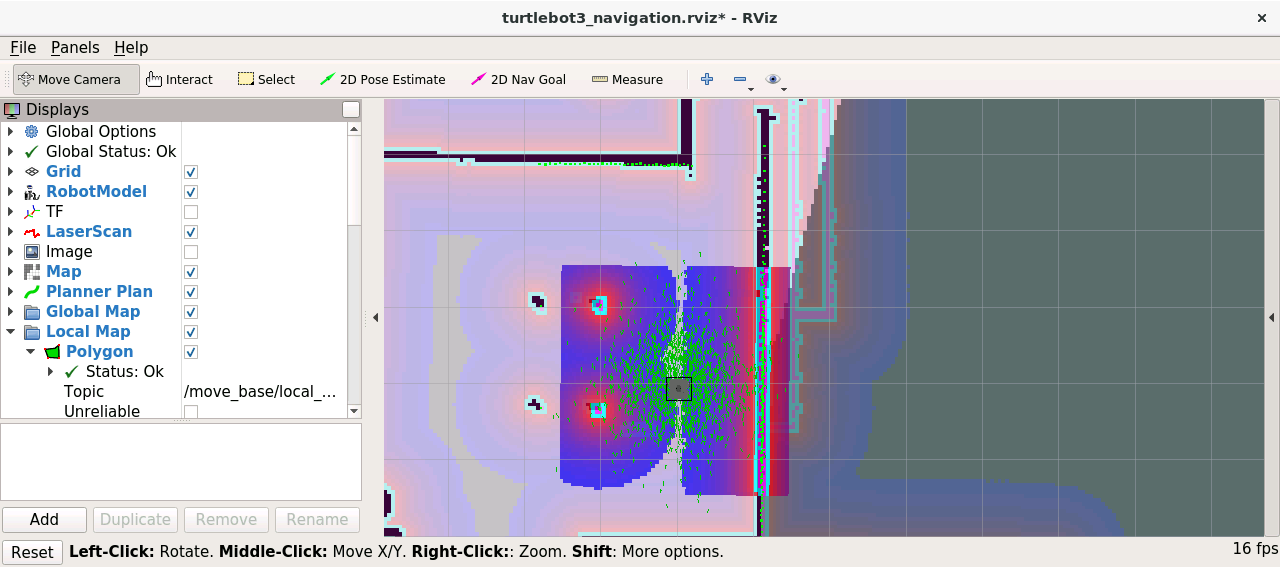 turtlebot3_navigation.rviz* - RViz
File Panels Help
Move Camera Interact Select 2D Pose Estimate 2D Nav Goal Measure
Displays
Global Options
Global Status: Ok
Grid
RobotModel
TF
LaserScan
Image
Map
Planner Plan
Global Map
Local Map
Polygon
Status: Ok
Topic /move_base/local_...
Unreliable
Add Duplicate Remove Rename
Reset Left-Click: Rotate. Middle-Click: Move X/Y. Right-Click:: Zoom. Shift: More options. 16 fps